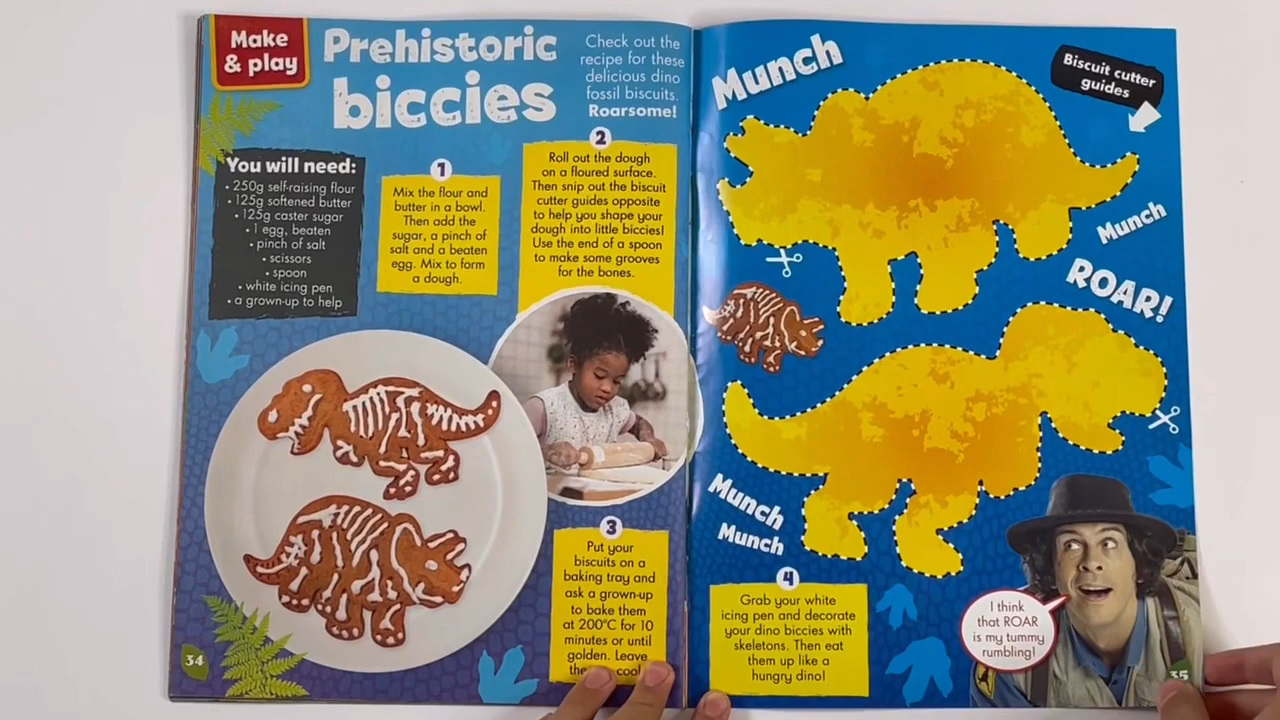 Make
& play
Prehistoric
biccies
Check out the
recipe for these
delicious dino
fossil biscuits.
Roarsome!
You will need:
• 250g self-raising flour
• 125g softened butter
• 125g caster sugar
• 1 egg, beaten
• pinch of salt
• scissors
• spoon
• white icing pen
• a grown-up to help
1
Mix the flour and
butter in a bowl.
Then add the
sugar, a pinch of
salt and a beaten
egg. Mix to form
a dough.
2
Roll out the dough
on a floured surface.
Then snip out the biscuit
cutter guides opposite
to help you shape your
dough into little biccies!
Use the end of a spoon
to make some grooves
for the bones.
3
Put your
biscuits on a
baking tray and
ask a grown-up
to bake them
at 200°C for 10
minutes or until
golden. Leave
cool
34
Munch
Biscuit cutter
guides
Munch
ROAR!
Munch
Munch
4
Grab your white
icing pen and decorate
your dino biccies with
skeletons. Then eat
them up like a
hungry dino!
I think
that ROAR
is my tummy
rumbling!
35